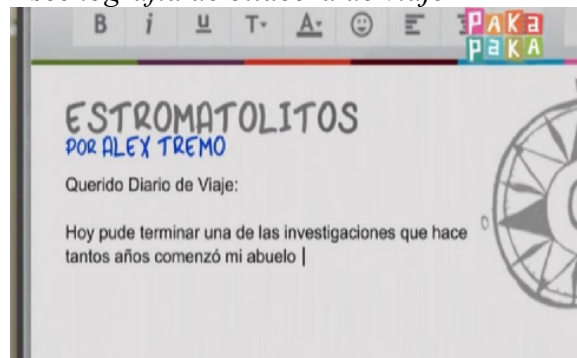 B i U T A
PAKA
PAKA
ESTROMATOLITOS
POR ALEX TREMO
Querido Diario de Viaje:
Hoy pude terminar una de las investigaciones que hace
tantos años comenzó mi abuelo